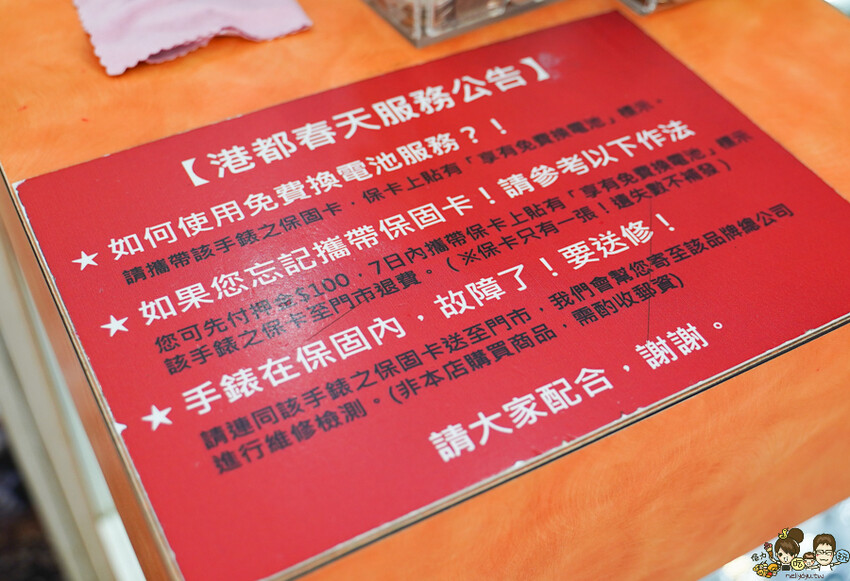 【港都春天服務公告】
★ 如何使用免費換電池服務？！
請攜帶該手錶之保固卡，保卡上貼有「享有免費換電池」標示。
★ 如果您忘記攜帶保固卡！請參考以下作法
您可先付押金$100，7日內攜帶保卡上貼有「享有免費換電池」標示
該手錶之保卡至門市退費。（※保卡只有一張！遺失數不補發）
★ 手錶在保固內，故障了！要送修！
請連同該手錶之保固卡送至門市，我們會幫您寄至該品牌總公司
進行維修檢測。(非本店購買商品，需酌收郵資)
請大家配合，謝謝。
neliyoyu.tw